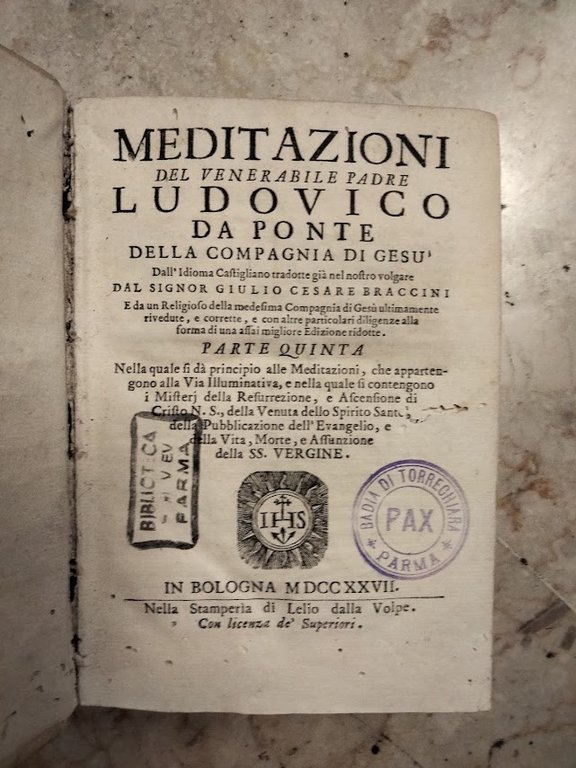 MEDITAZIONI
DEL VENERABILE PADRE
LUDOVICO
DA PONTE
DELLA COMPAGNIA DI GESU'
Dall' Idioma Castigliano tradotte già nel nostro volgare
DAL SIGNOR GIULIO CESARE BRACCINI
E da un Religioso della medesima Compagnia di Gesù ultimamente
rivedute, e corrette, e con altre particolari diligenze alla
forma di una assai migliore Edizione ridotte.
PARTE QUINTA
Nella quale si dà principio alle Meditazioni, che apparten-
gono alla Via Illuminativa, e nella quale si contengono
i Misterj della Resurrezione, e Ascensione di
Cristo N. S., della Venuta dello Spirito Santo,
della Pubblicazione dell' Evangelio, e
della Vita, Morte, e Assunzione
della SS. VERGINE.
BIBLIOTECA
PARMA
IHS
BADIA DI TORRECHIARA
PAX
* PARMA *
IN BOLOGNA MDCCXXVII.
Nella Stamperia di Lelio dalla Volpe.
Con licenza de' Superiori.